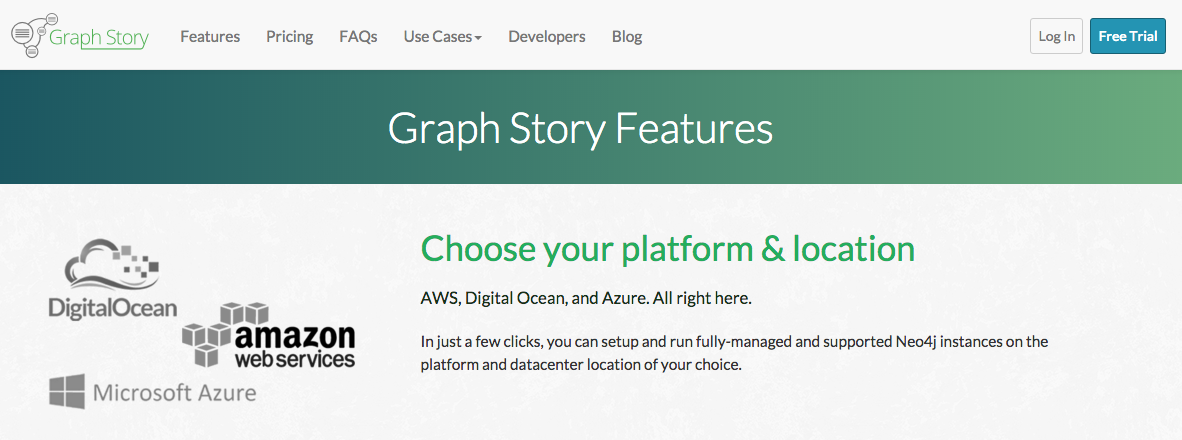 Graph Story
Features
Pricing
FAQs
Use Cases
Developers
Blog
Log In
Free Trial
Graph Story Features
DigitalOcean
amazon
web services
Microsoft Azure
Choose your platform & location
AWS, Digital Ocean, and Azure. All right here.
In just a few clicks, you can setup and run fully-managed and supported Neo4j instances on the
platform and datacenter location of your choice.